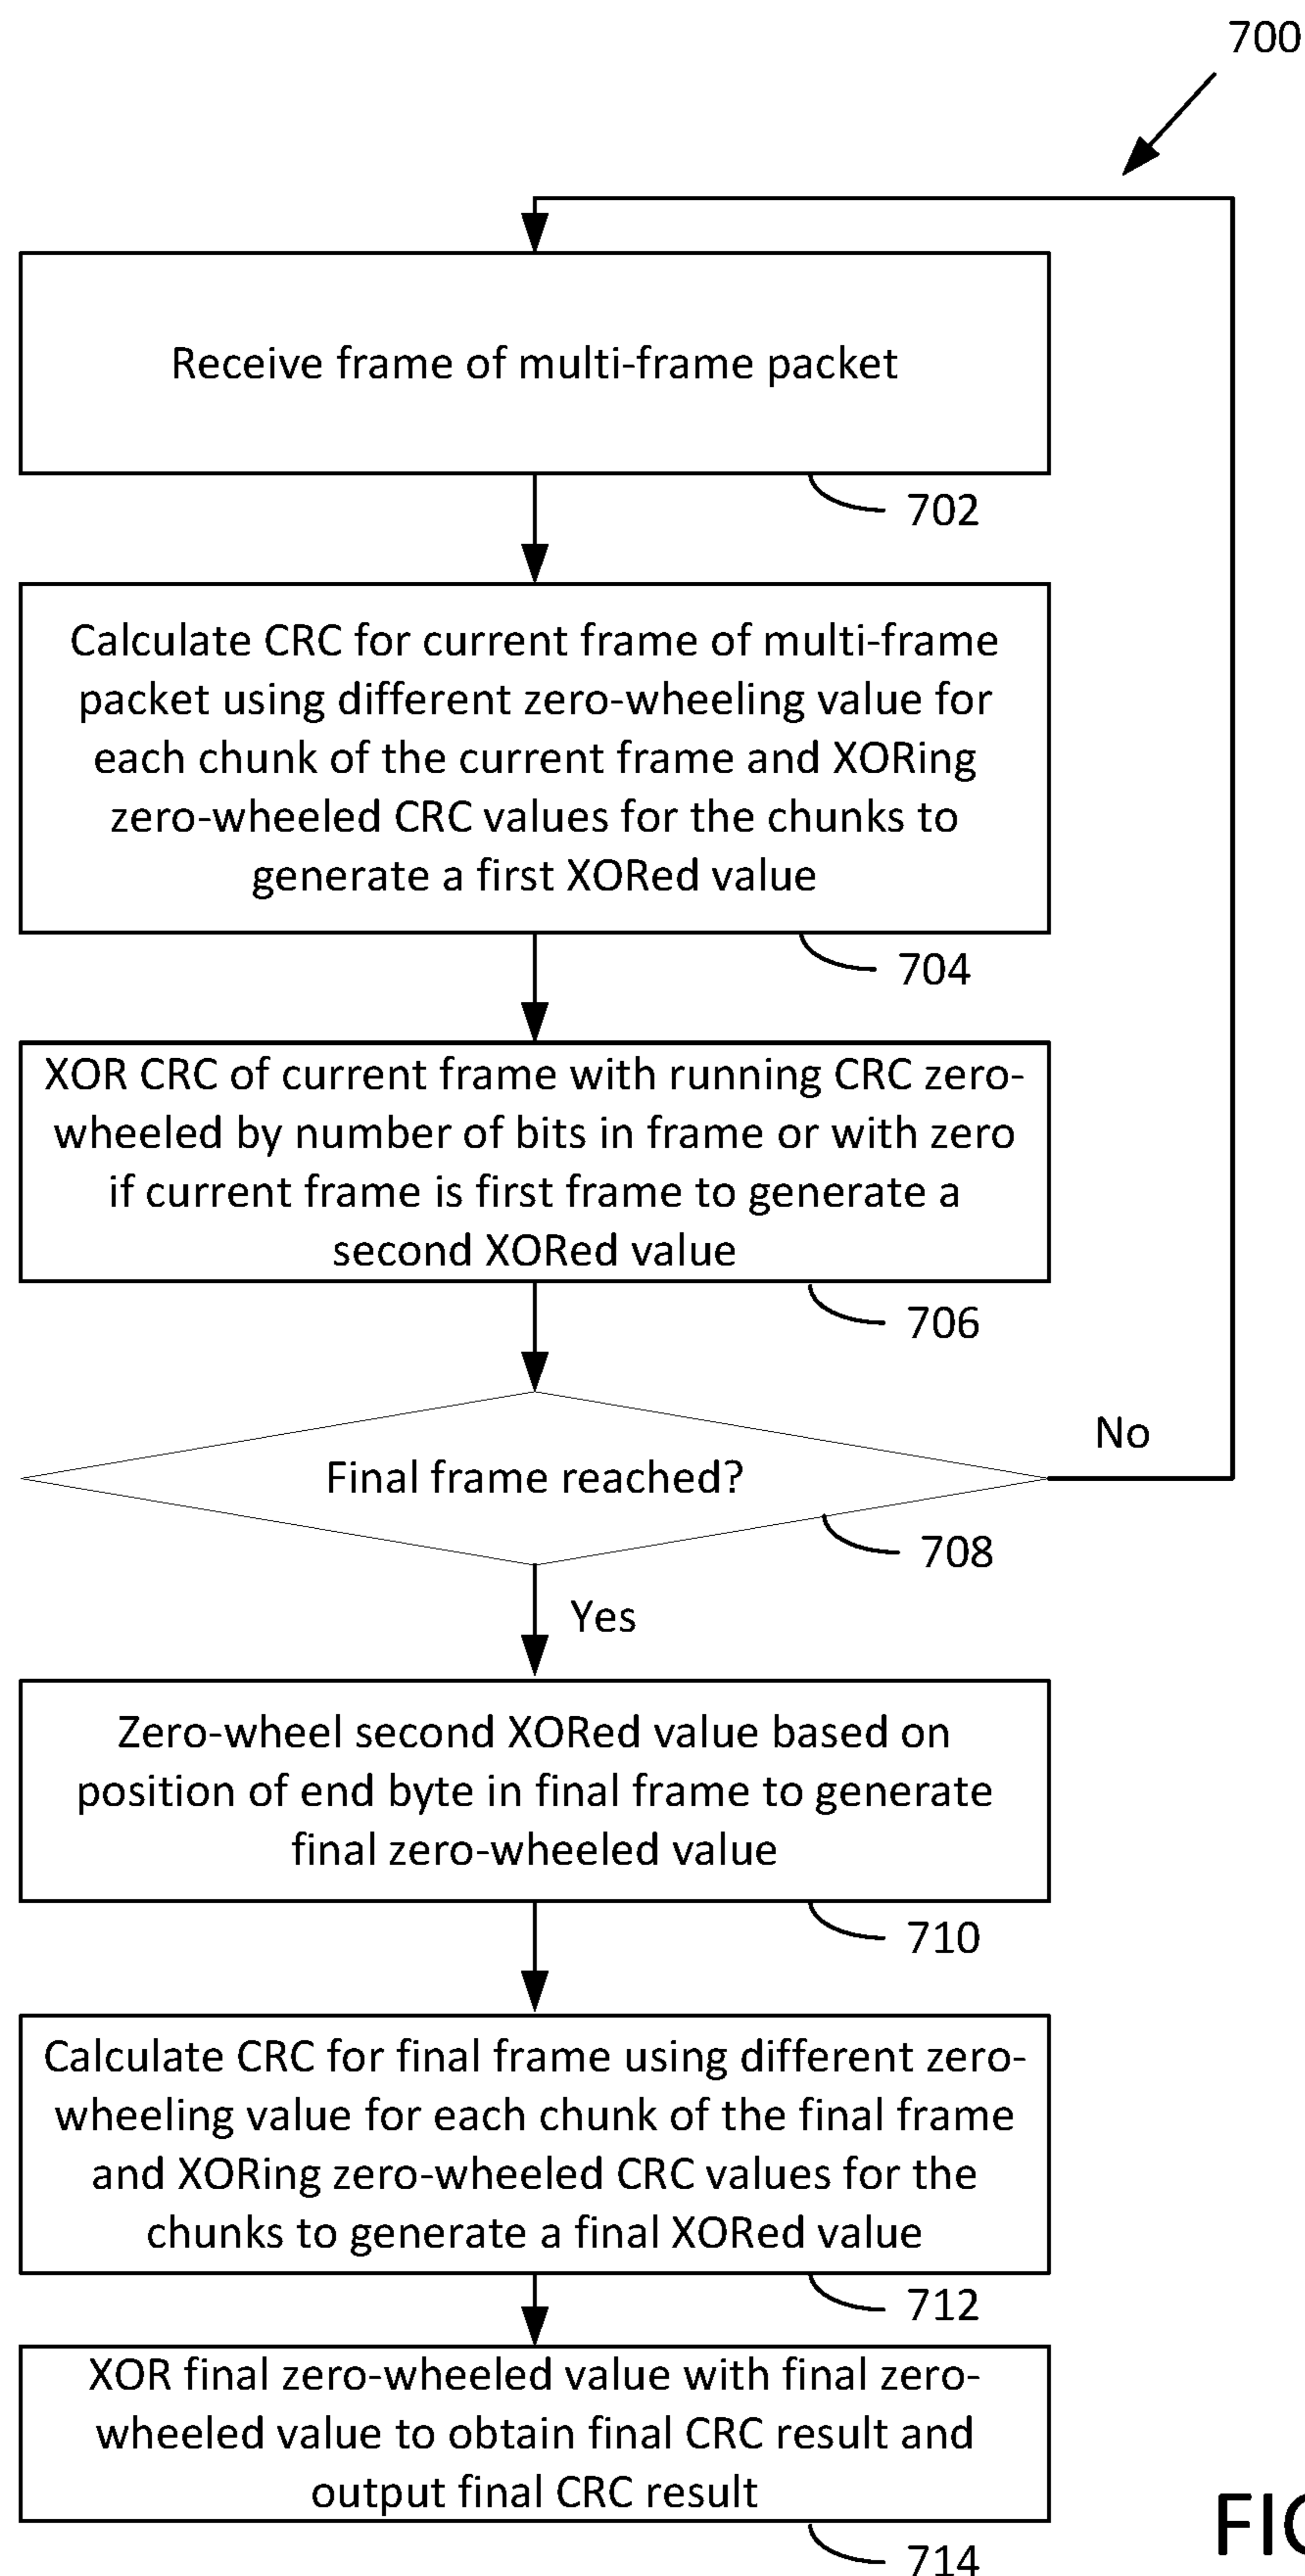 700
Receive frame of multi-frame packet
702
Calculate CRC for current frame of multi-frame
packet using different zero-wheeling value for
each chunk of the current frame and XORing
zero-wheeled CRC values for the chunks to
generate a first XORed value
704
XOR CRC of current frame with running CRC zero-
wheeled by number of bits in frame or with zero
if current frame is first frame to generate a
second XORed value
706
Final frame reached?
No
708
Yes
Zero-wheel second XORed value based on
position of end byte in final frame to generate
final zero-wheeled value
710
Calculate CRC for final frame using different zero-
wheeling value for each chunk of the final frame
and XORing zero-wheeled CRC values for the
chunks to generate a final XORed value
712
XOR final zero-wheeled value with final zero-
wheeled value to obtain final CRC result and
output final CRC result
714